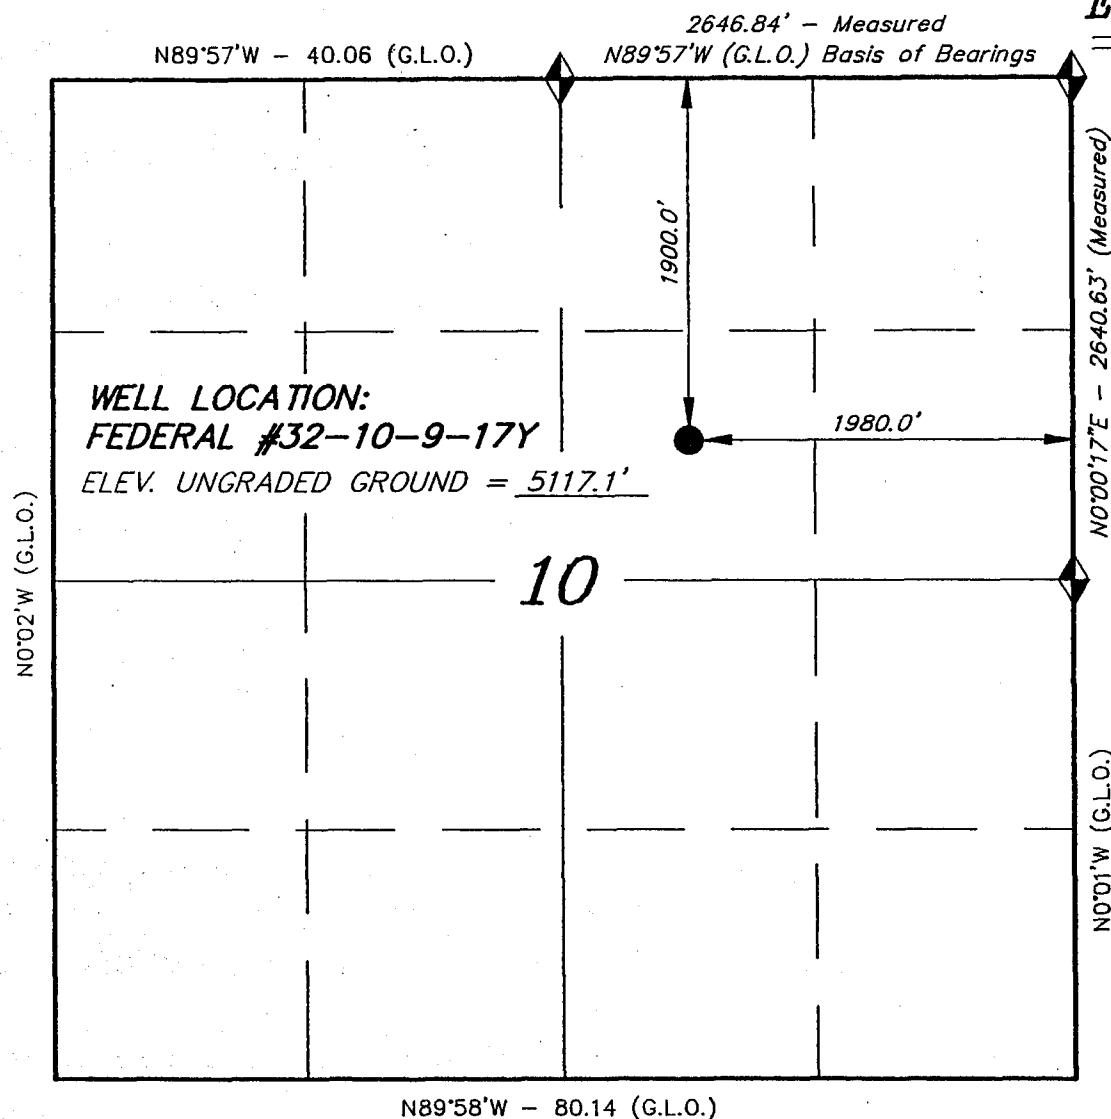 2646.84' - Measured
N89°57'W - 40.06 (G.L.O.)
N89°57'W (G.L.O.) Basis of Bearings
N0°00'17"E - 2640.63' (Measured)
1900.0'
WELL LOCATION:
FEDERAL #32-10-9-17Y
ELEV. UNGRADED GROUND = 5117.1'
1980.0'
10
N0°02'W (G.L.O.)
N0°01'W (G.L.O.)
N89°58'W - 80.14 (G.L.O.)